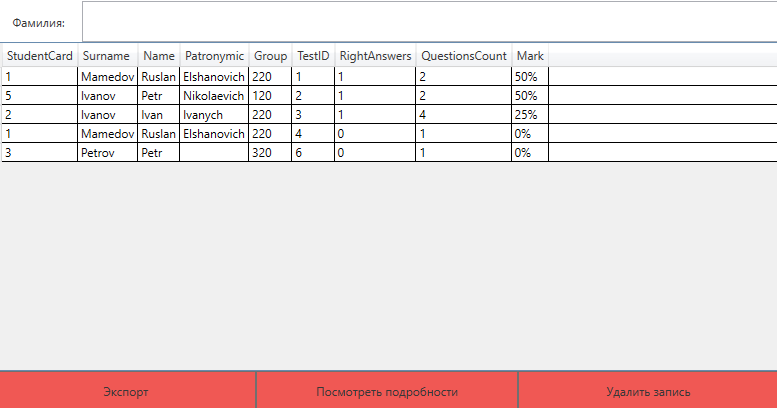 Фамилия:
StudentCard Surname Name Patronymic Group TestID RightAnswers QuestionsCount Mark
1 Mamedov Ruslan Elshanovich 220 1 1 2 50%
5 Ivanov Petr Nikolaevich 120 2 1 2 50%
2 Ivanov Ivan Ivanych 220 3 1 4 25%
1 Mamedov Ruslan Elshanovich 220 4 0 1 0%
3 Petrov Petr 320 6 0 1 0%
Экспорт Посмотреть подробности Удалить запись